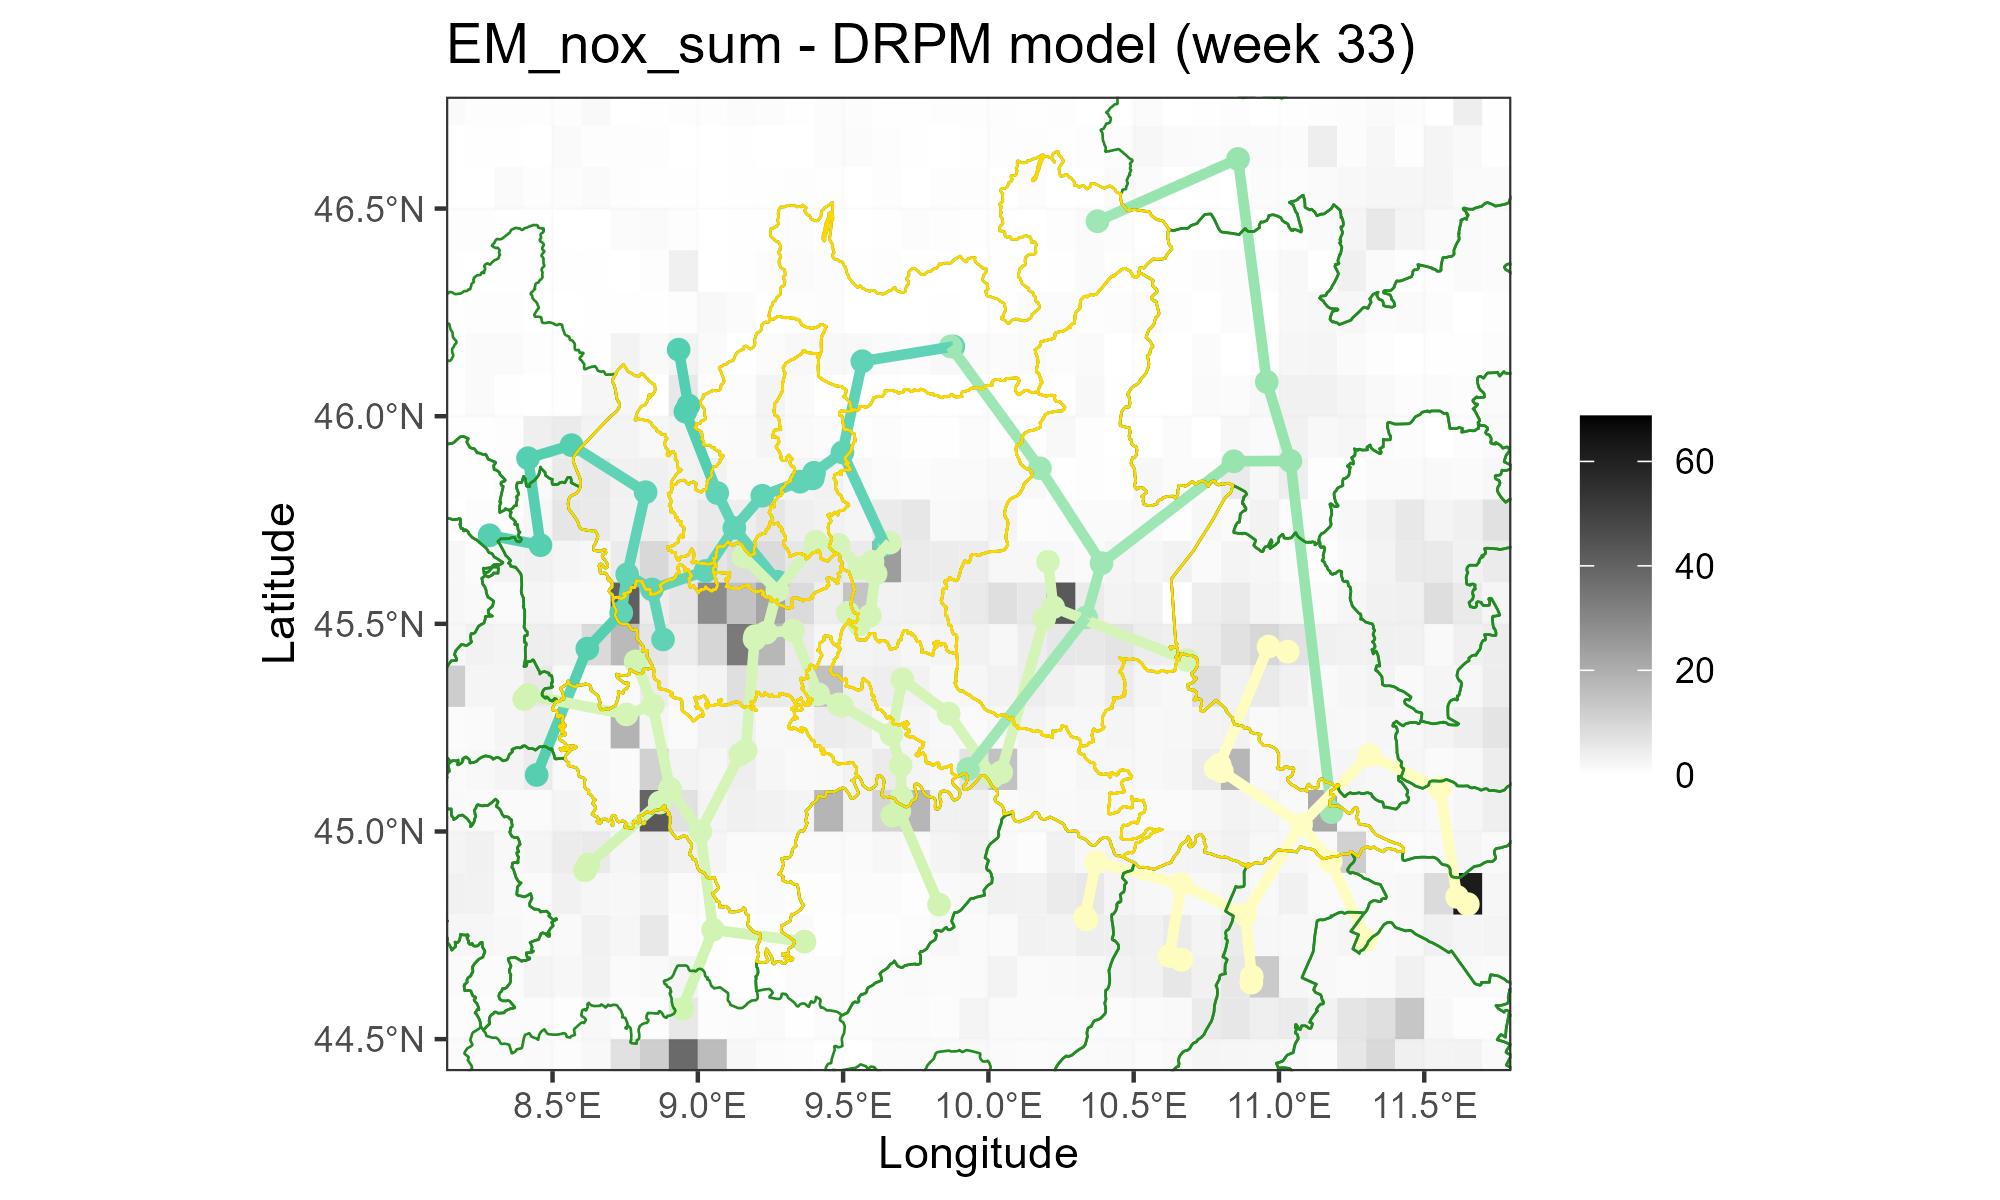 EM_nox_sum - DRPM model (week 33)
46.5°N
46.0°N
45.5°N
45.0°N
44.5°N
Latitude
8.5°E
9.0°E
9.5°E
10.0°E
10.5°E
11.0°E
11.5°E
Longitude
60
40
20
0